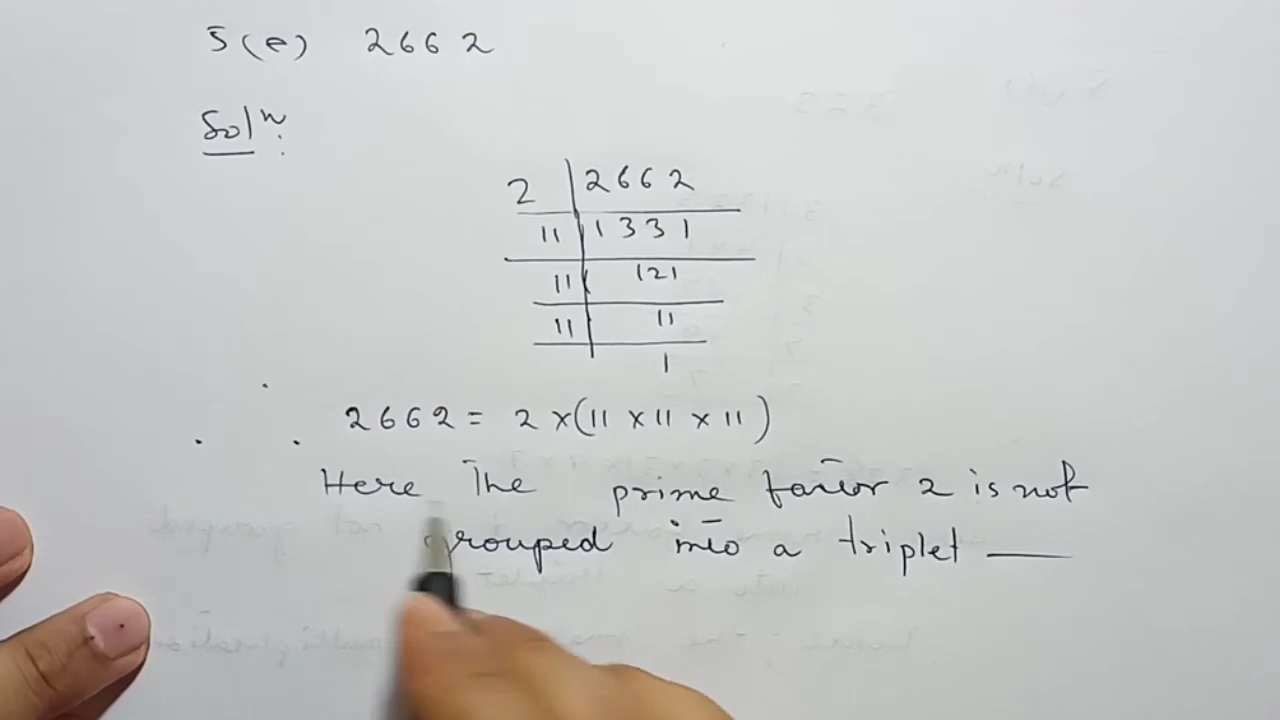 5(e) 2662
Solⁿ:
2 | 2662
11 | 1331
11 | 121
11 | 11
1
2662 = 2 × (11 × 11 × 11)
Here The prime factor 2 is not
grouped into a triplet —